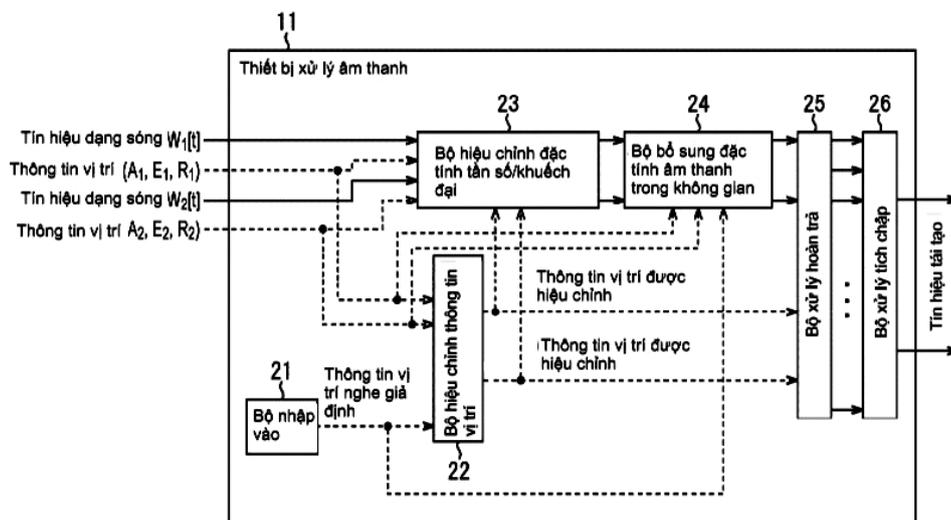 11
Thiết bị xử lý âm thanh
23
24
25
26
Tín hiệu dạng sóng W₁[t]
Thông tin vị trí (A₁, E₁, R₁)
Tín hiệu dạng sóng W₂[t]
Thông tin vị trí A₂, E₂, R₂)
Bộ hiệu chỉnh đặc
tính tần số/khuếch
đại
Bộ bổ sung đặc
tính âm thanh
trong không gian
Bộ xử lý hoàn trả
Bộ xử lý tích chập
Tín hiệu tái tạo
Thông tin vị trí được
hiệu chỉnh
Thông tin vị trí được
hiệu chỉnh
Bộ hiệu chỉnh thông tin
vị trí
22
21
Bộ nhập
vào
Thông tin vị
trí nghe giả
định